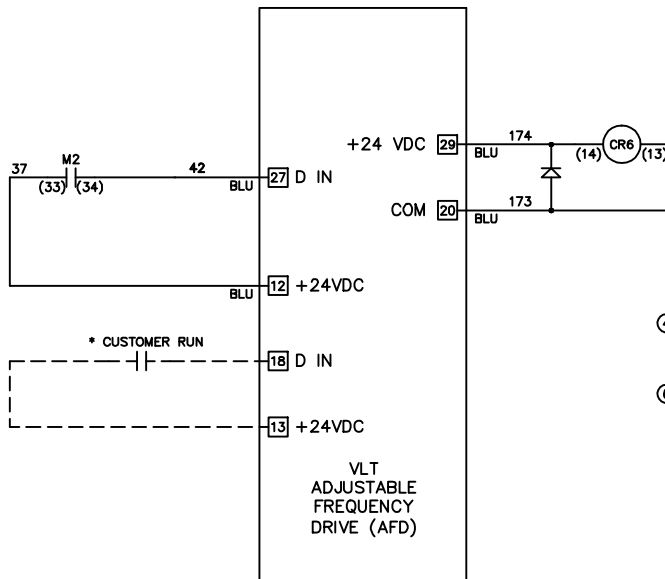 +24 VDC 29 174 BLU (14) CR6 (13)
37 M2 (33) (34) 42 BLU 27 D IN
COM 20 173 BLU
BLU 12 +24VDC
* CUSTOMER RUN
18 D IN
13 +24VDC
VLT
ADJUSTABLE
FREQUENCY
DRIVE (AFD)